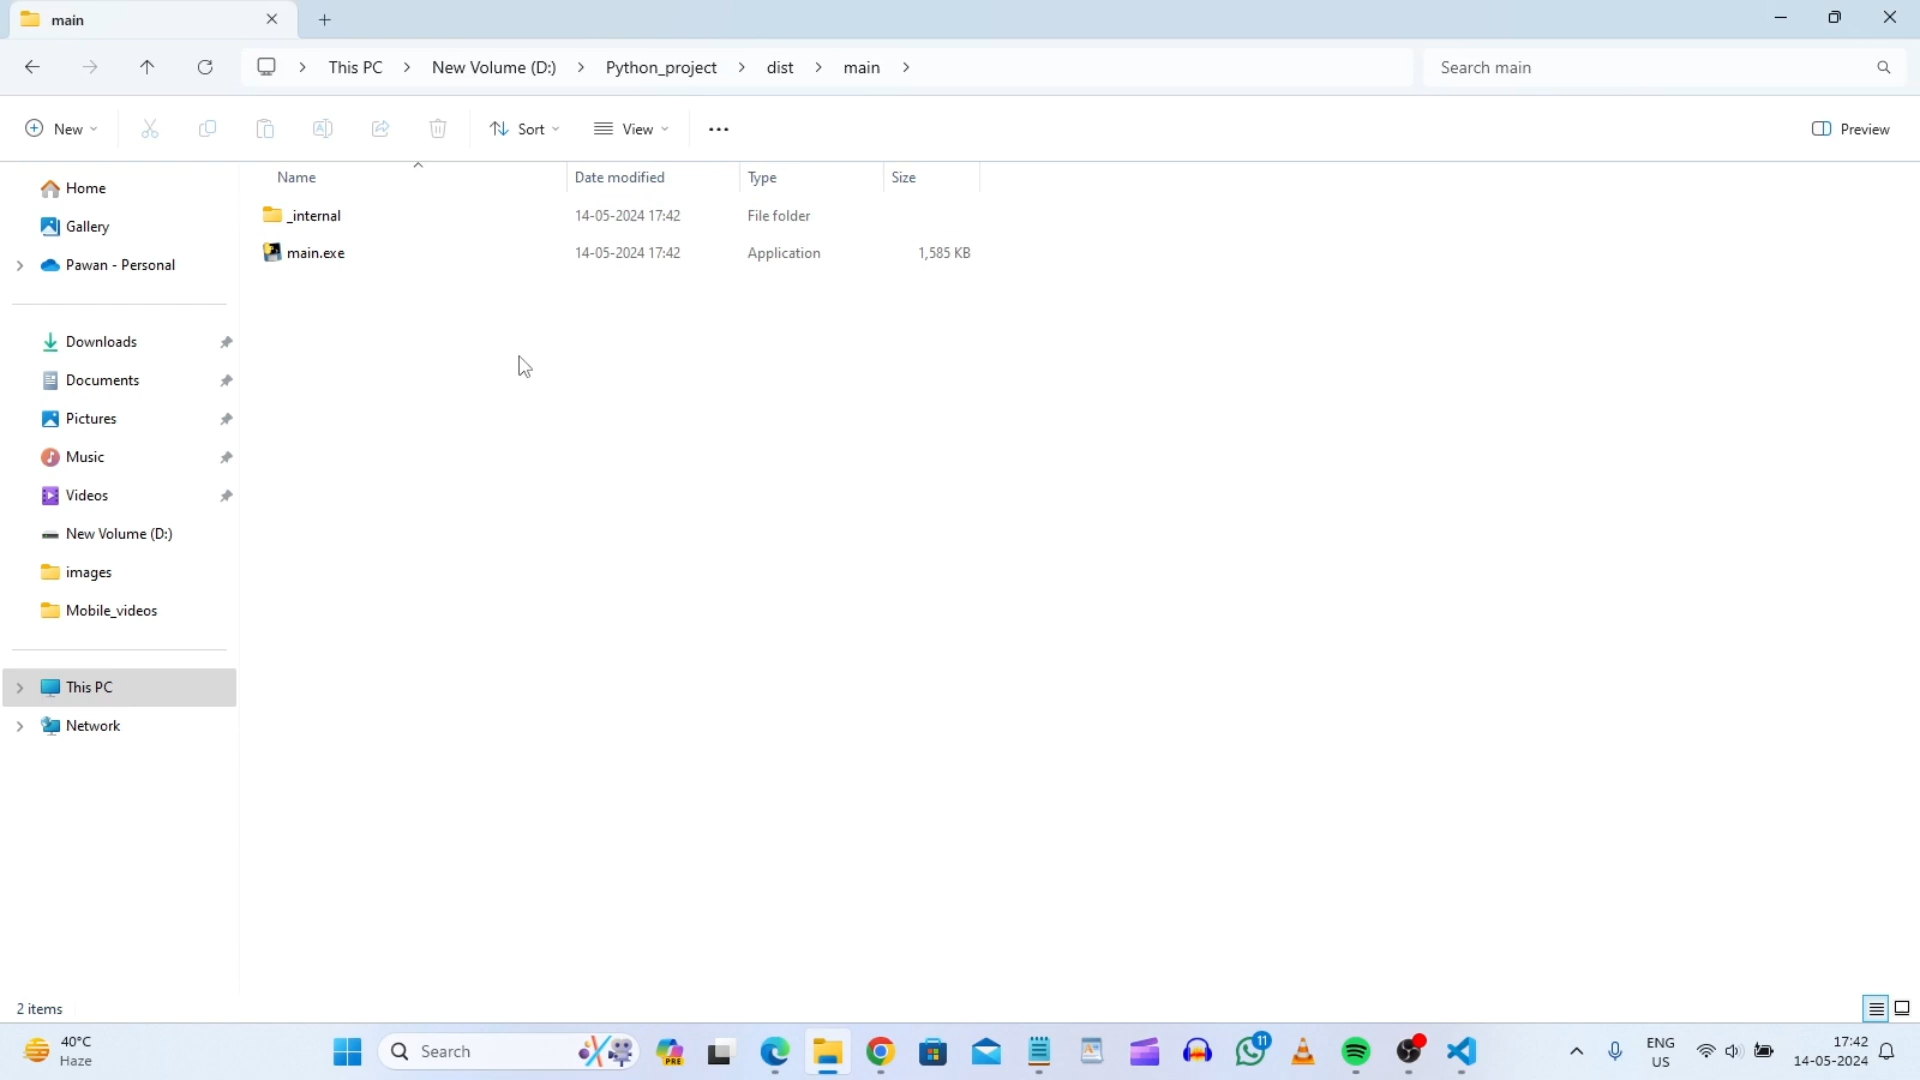 main
This PC
New Volume (D:)
Python_project
dist
main
Search main
New
Sort
View
Preview
Name
Date modified
Type
Size
_internal
14-05-2024 17:42
File folder
main.exe
14-05-2024 17:42
Application
1,585 KB
Home
Gallery
Pawan - Personal
Downloads
Documents
Pictures
Music
Videos
New Volume (D:)
images
Mobile_videos
This PC
Network
2 items
40°C
Haze
Search
PRE
11
ENG
US
17:42
14-05-2024